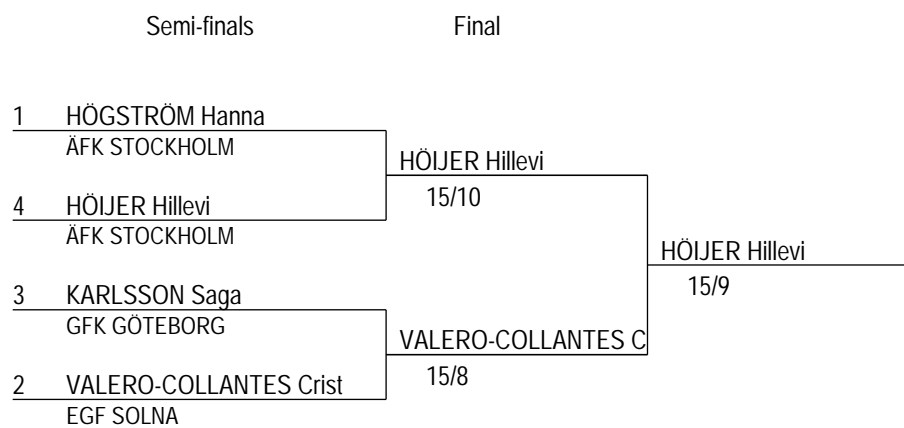 Semi-finals Final
1 HÖGSTRÖM Hanna
ÄFK STOCKHOLM
HÖIJER Hillevi
15/10
4 HÖIJER Hillevi
ÄFK STOCKHOLM
HÖIJER Hillevi
15/9
3 KARLSSON Saga
GFK GÖTEBORG
VALERO-COLLANTES C
15/8
2 VALERO-COLLANTES Crist
EGF SOLNA